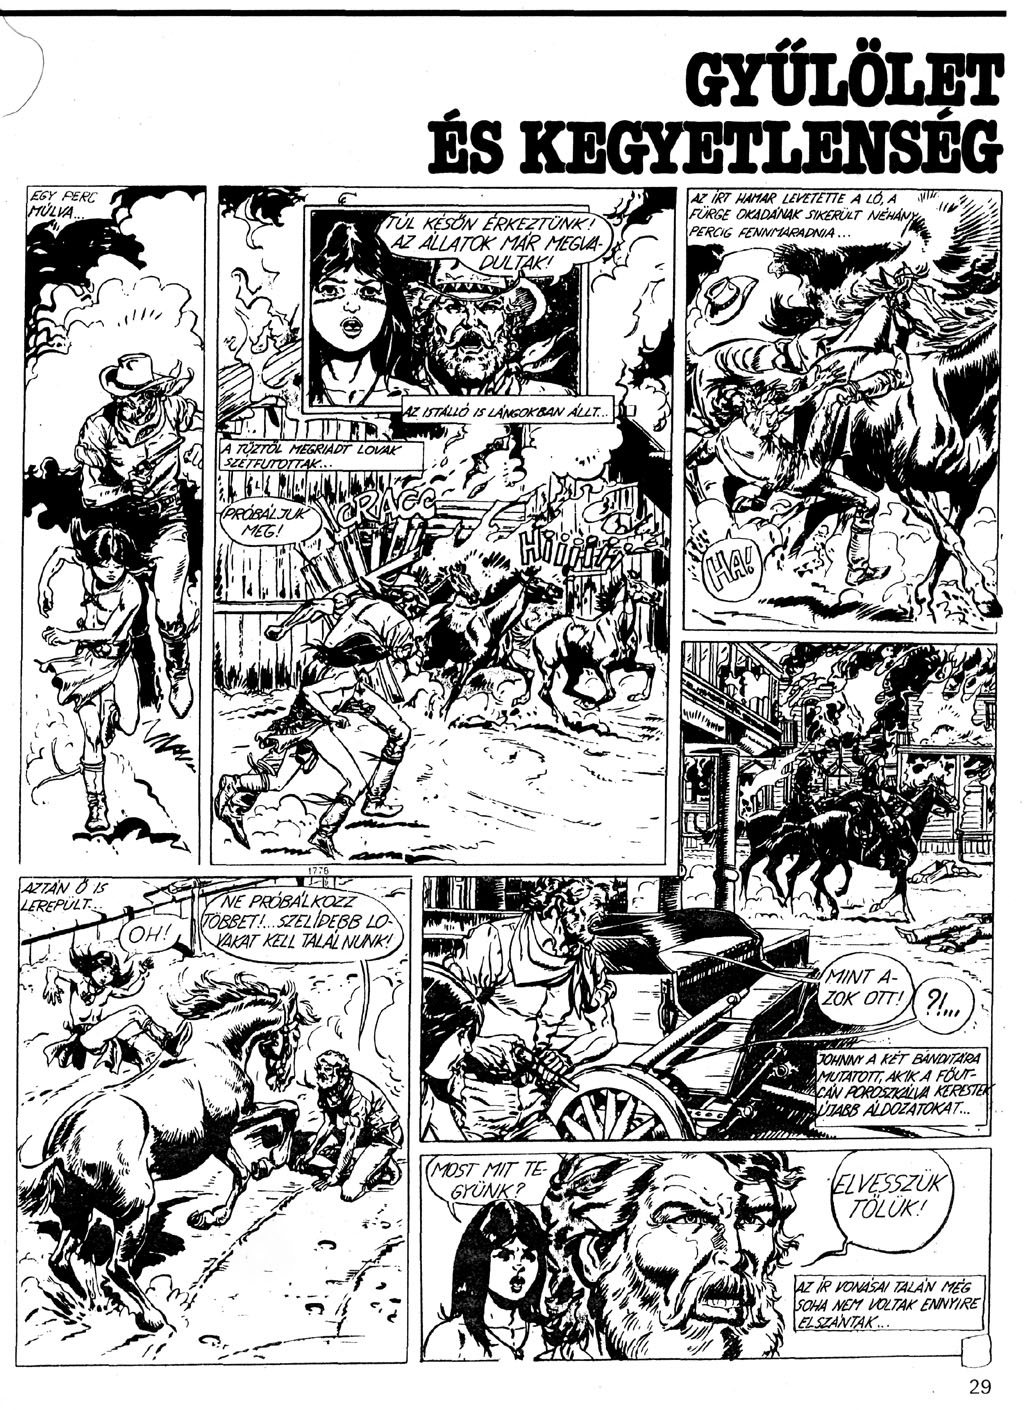 GYŰLÖLET
ÉS KEGYETLENSÉG
EGY PERC
MÚLVA...
TÚL KÉSŐN ÉRKEZTÜNK!
AZ ÁLLATOK MÁR MEGVA-
DULTAK!
AZ ISTÁLLÓ IS LÁNGOKBAN ÁLLT...
A TŰZTŐL MEGRIADT LOVAK
SZÉTFUTOTTAK...
PRÓBÁLJUK
MEG!
CRACC
HIIIIIIII
AZ ÍRT HAMAR LEVETETTE A LÓ, A
FÜRGE OKADÁNAK SIKERÜLT NÉHÁNY
PERCIG FENNMARADNIA...
HA!
1776
AZTÁN Ő IS
LEREPÜLT...
OH!
NE PRÓBÁLKOZZ
TÖBBET!...SZELÍDEBB LO-
VAKAT KELL TALÁLNUNK!
MINT A-
ZOK OTT!
?!...
JOHNNY A KÉT BANDITÁRA
MUTATOTT, AKIK A FŐUT-
CÁN POROSZKÁLVA KERESTEK
ÚJABB ÁLDOZATOKAT...
MOST MIT TE-
GYÜNK?
ELVESSZÜK
TŐLÜK!
AZ ÍR VONÁSAI TALÁN MÉG
SOHA NEM VOLTAK ENNYIRE
ELSZÁNTAK...
29